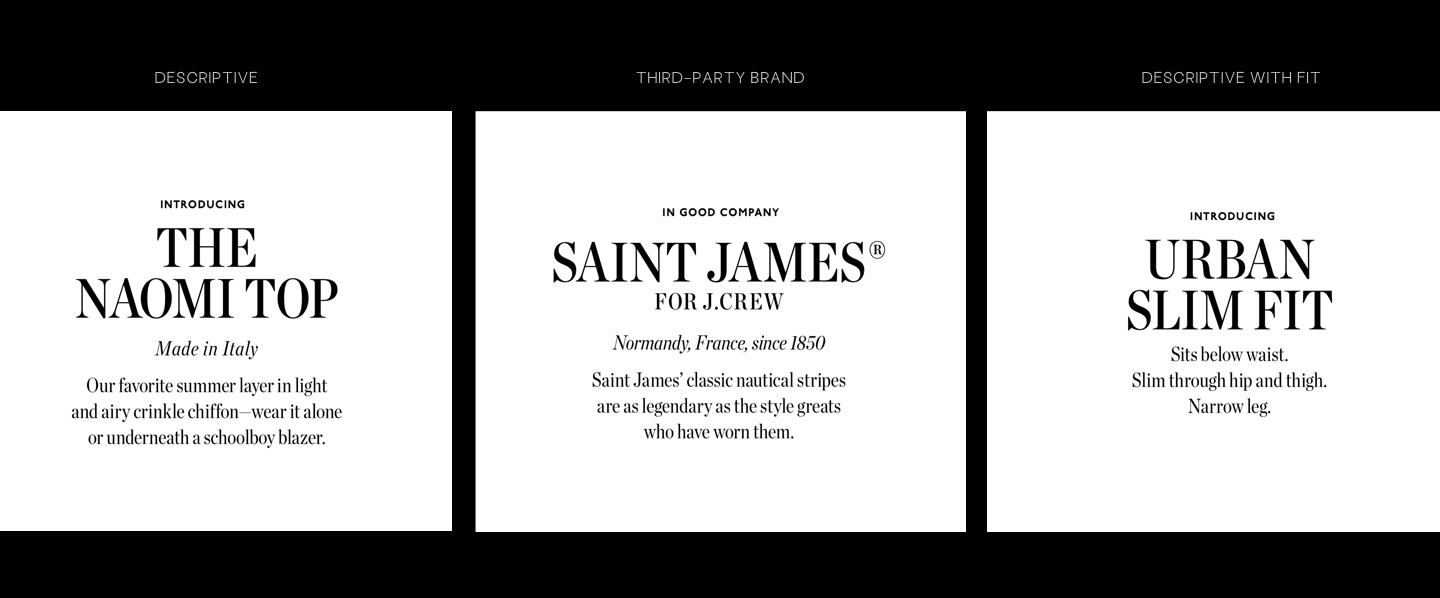 DESCRIPTIVE
INTRODUCING
THE
NAOMI TOP
Made in Italy
Our favorite summer layer in light
and airy crinkle chiffon—wear it alone
or underneath a schoolboy blazer.
THIRD-PARTY BRAND
IN GOOD COMPANY
SAINT JAMES®
FOR J.CREW
Normandy, France, since 1850
Saint James’ classic nautical stripes
are as legendary as the style greats
who have worn them.
DESCRIPTIVE WITH FIT
INTRODUCING
URBAN
SLIM FIT
Sits below waist.
Slim through hip and thigh.
Narrow leg.